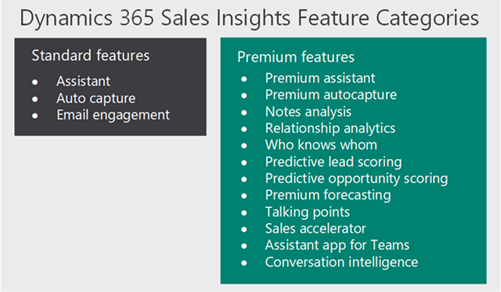 Dynamics 365 Sales Insights Feature Categories
Standard features
• Assistant
• Auto capture
• Email engagement
Premium features
• Premium assistant
• Premium autocapture
• Notes analysis
• Relationship analytics
• Who knows whom
• Predictive lead scoring
• Predictive opportunity scoring
• Premium forecasting
• Talking points
• Sales accelerator
• Assistant app for Teams
• Conversation intelligence